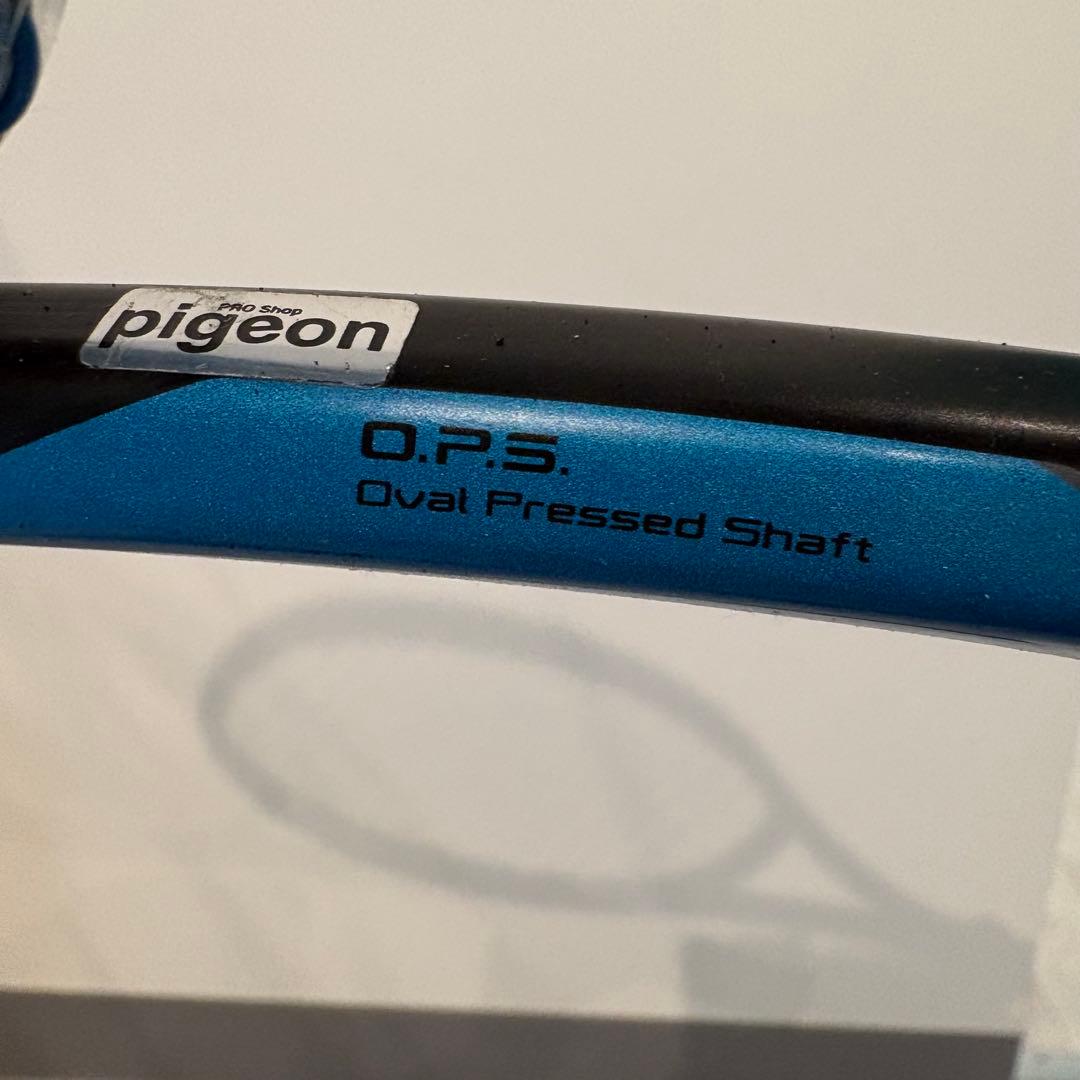 PRO Shop
pigeon
O.P.S.
Oval Pressed Shaft